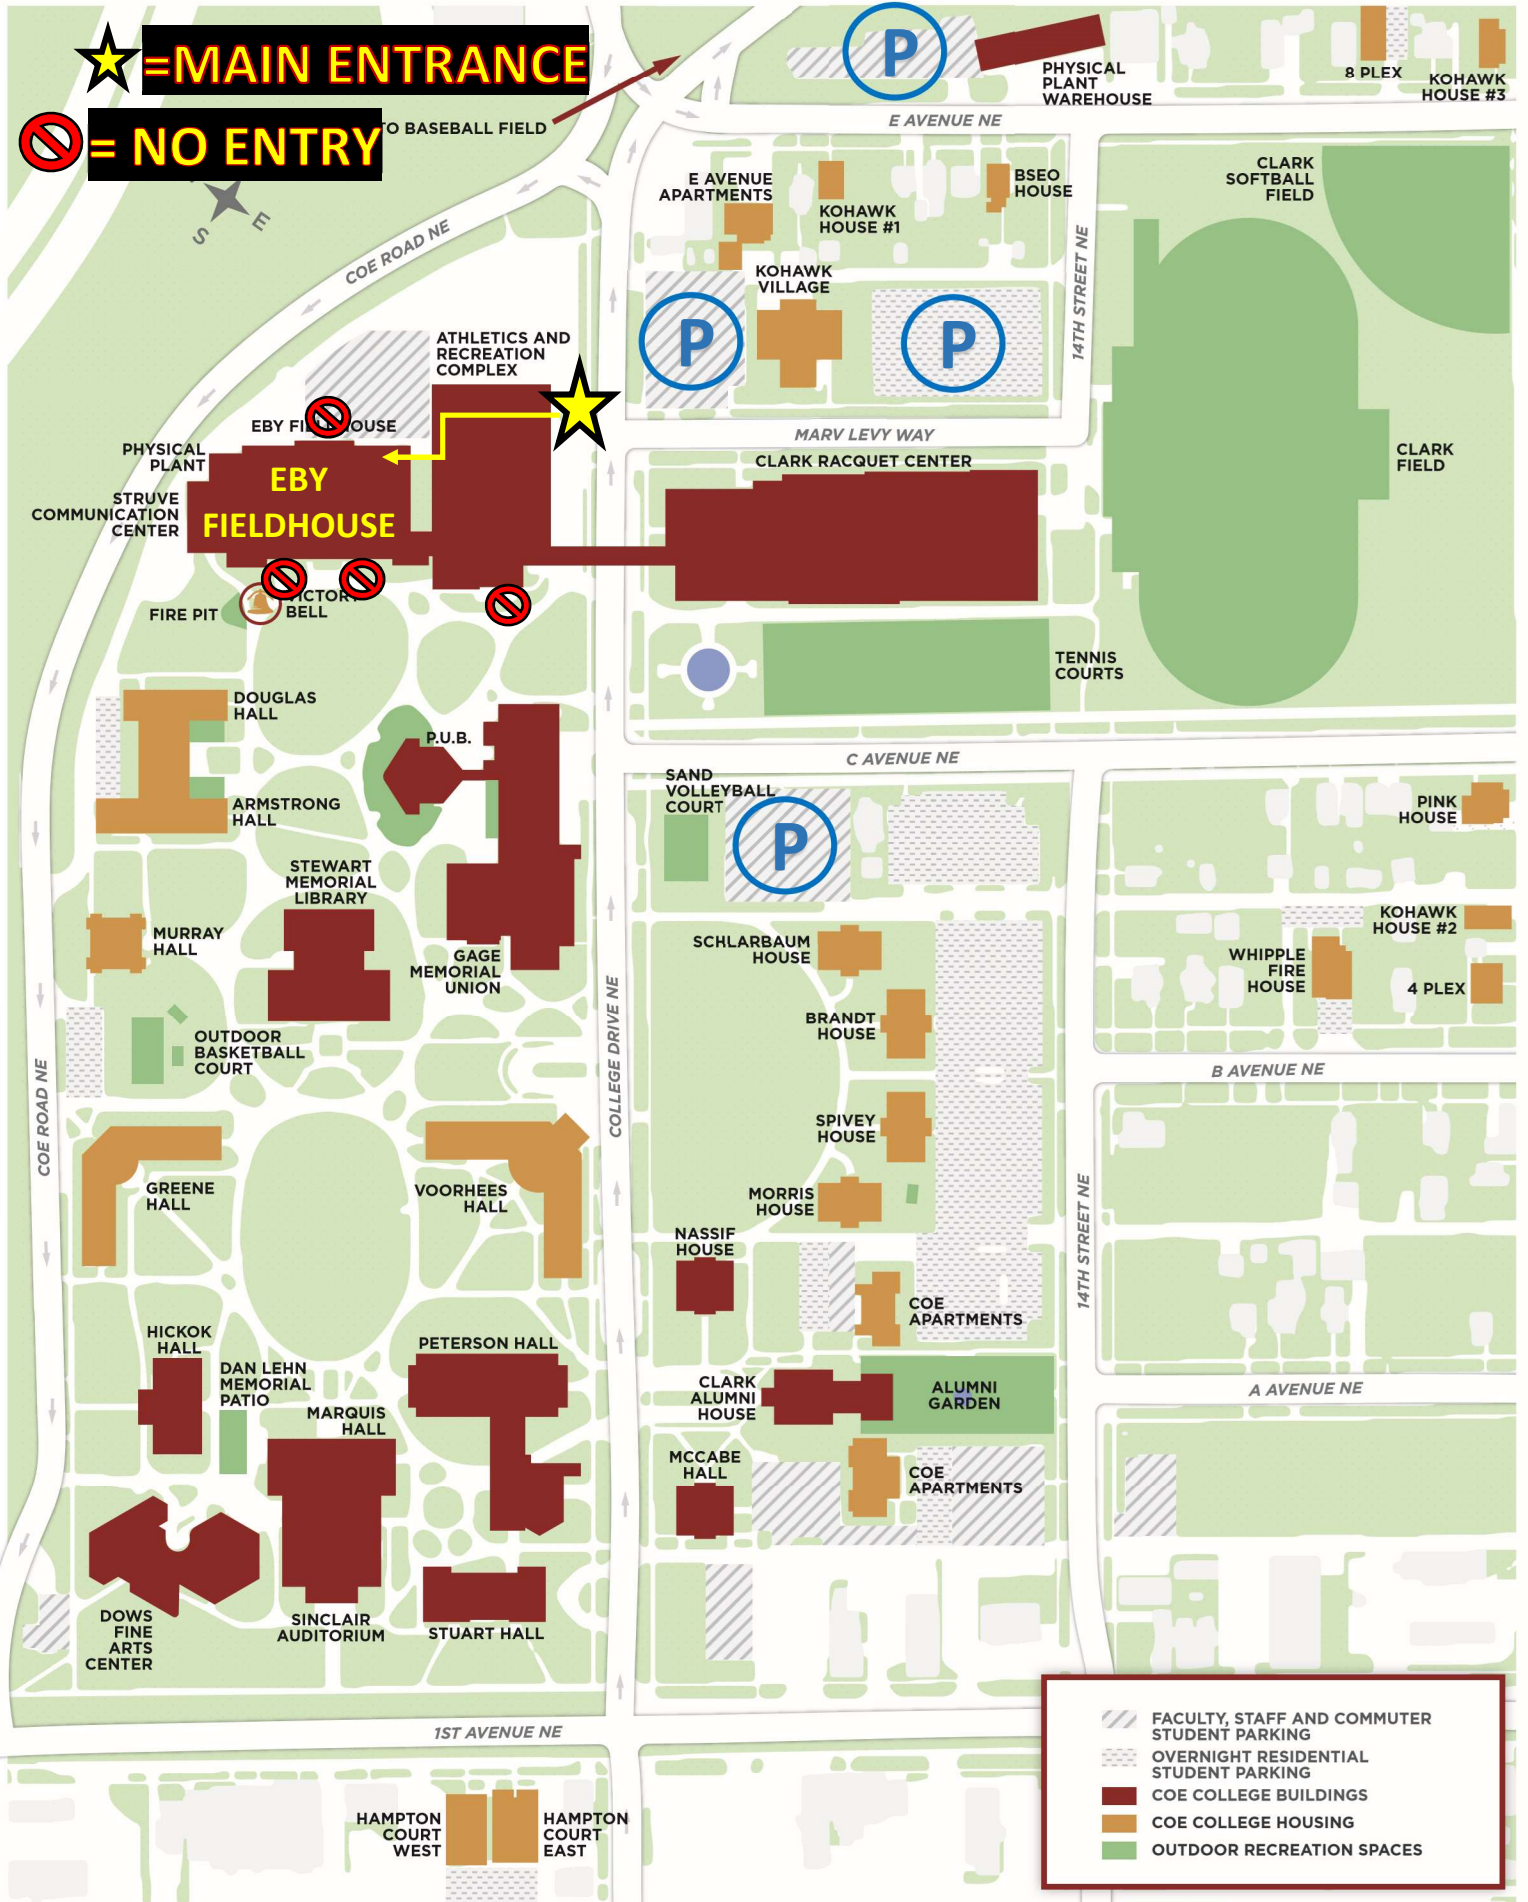 =MAIN ENTRANCE
= NO ENTRY
TO BASEBALL FIELD
S
E
COE ROAD NE
P
PHYSICAL
PLANT
WAREHOUSE
8 PLEX
KOHAWK
HOUSE #3
E AVENUE NE
E AVENUE
APARTMENTS
KOHAWK
HOUSE #1
BSEO
HOUSE
CLARK
SOFTBALL
FIELD
KOHAWK
VILLAGE
14TH STREET NE
P
P
ATHLETICS AND
RECREATION
COMPLEX
EBY FIELDHOUSE
PHYSICAL
PLANT
STRUVE
COMMUNICATION
CENTER
EBY
FIELDHOUSE
MARV LEVY WAY
CLARK RACQUET CENTER
CLARK
FIELD
FIRE PIT
VICTORY
BELL
TENNIS
COURTS
DOUGLAS
HALL
P.U.B.
C AVENUE NE
SAND
VOLLEYBALL
COURT
P
PINK
HOUSE
ARMSTRONG
HALL
STEWART
MEMORIAL
LIBRARY
MURRAY
HALL
GAGE
MEMORIAL
UNION
SCHLARBAUM
HOUSE
KOHAWK
HOUSE #2
WHIPPLE
FIRE
HOUSE
4 PLEX
BRANDT
HOUSE
OUTDOOR
BASKETBALL
COURT
COLLEGE DRIVE NE
COE ROAD NE
B AVENUE NE
SPIVEY
HOUSE
GREENE
HALL
VOORHEES
HALL
MORRIS
HOUSE
14TH STREET NE
NASSIF
HOUSE
COE
APARTMENTS
HICKOK
HALL
PETERSON HALL
DAN LEHN
MEMORIAL
PATIO
MARQUIS
HALL
CLARK
ALUMNI
HOUSE
ALUMNI
GARDEN
A AVENUE NE
MCCABE
HALL
COE
APARTMENTS
DOWS
FINE
ARTS
CENTER
SINCLAIR
AUDITORIUM
STUART HALL
1ST AVENUE NE
FACULTY, STAFF AND COMMUTER
STUDENT PARKING
OVERNIGHT RESIDENTIAL
STUDENT PARKING
COE COLLEGE BUILDINGS
COE COLLEGE HOUSING
OUTDOOR RECREATION SPACES
HAMPTON
COURT
WEST
HAMPTON
COURT
EAST